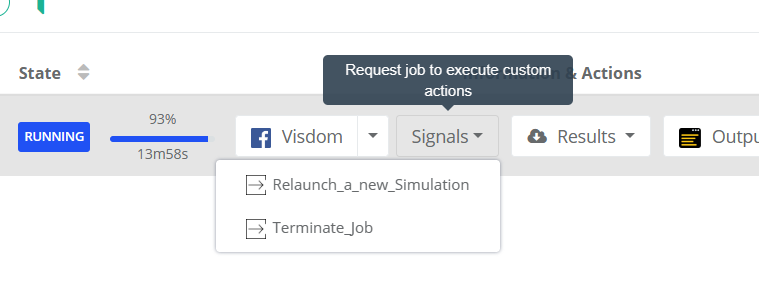 State
Request job to execute custom
actions
& Actions
RUNNING
93%
13m58s
Visdom
Signals
Results
Outpu
Relaunch_a_new_Simulation
Terminate_Job